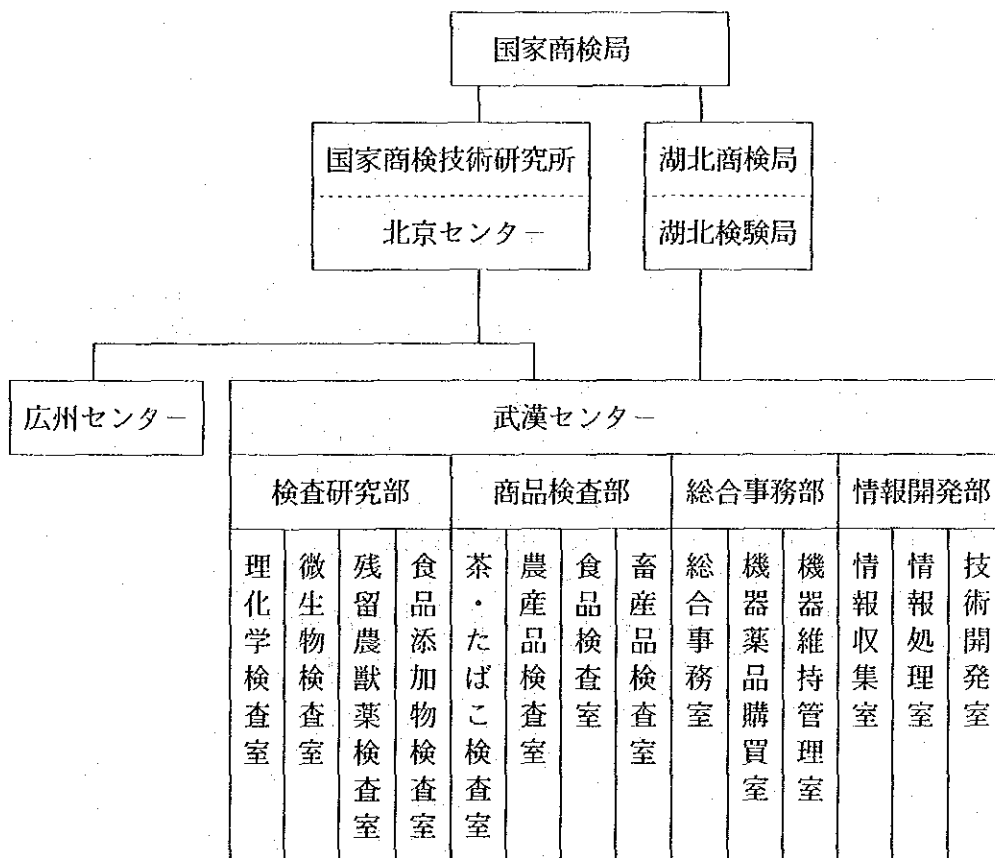 国家商検局
国家商検技術研究所
湖北商検局
北京センター
湖北検験局
広州センター
武漢センター
検査研究部
商品検査部
総合事務部
情報開発部
理化学検査室
微生物検査室
残留農獣薬検査室
食品添加物検査室
茶・たばこ検査室
農産品検査室
食品検査室
畜産品検査室
総合事務室
機器薬品購買室
機器維持管理室
情報収集室
情報処理室
技術開発室